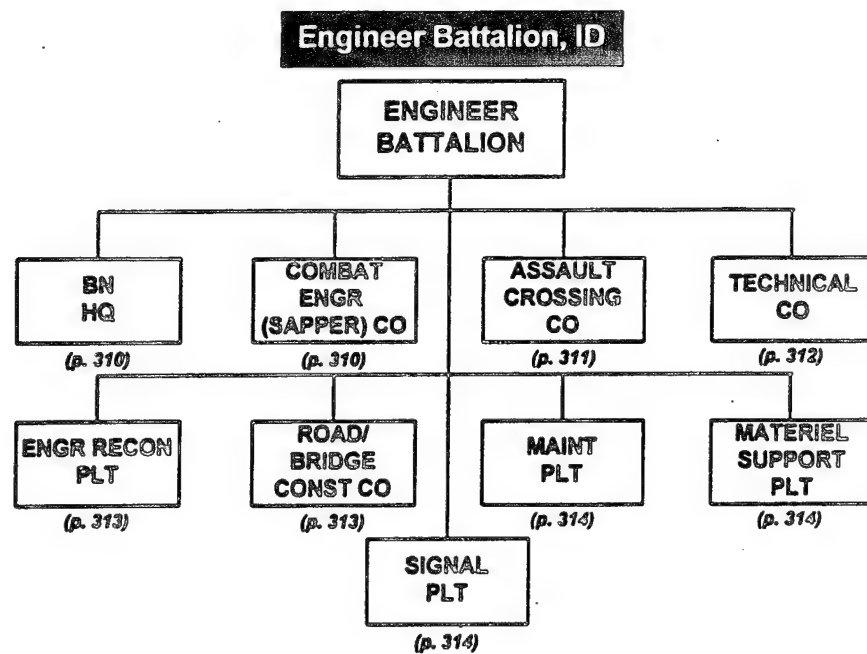 Engineer Battalion, ID
ENGINEER
BATTALION
BN
HQ
(p. 310)
COMBAT
ENGR
(SAPPER) CO
(p. 310)
ASSAULT
CROSSING
CO
(p. 311)
TECHNICAL
CO
(p. 312)
ENGR RECON
PLT
(p. 313)
ROAD/
BRIDGE
CONST CO
(p. 313)
MAINT
PLT
(p. 314)
MATERIEL
SUPPORT
PLT
(p. 314)
SIGNAL
PLT
(p. 314)